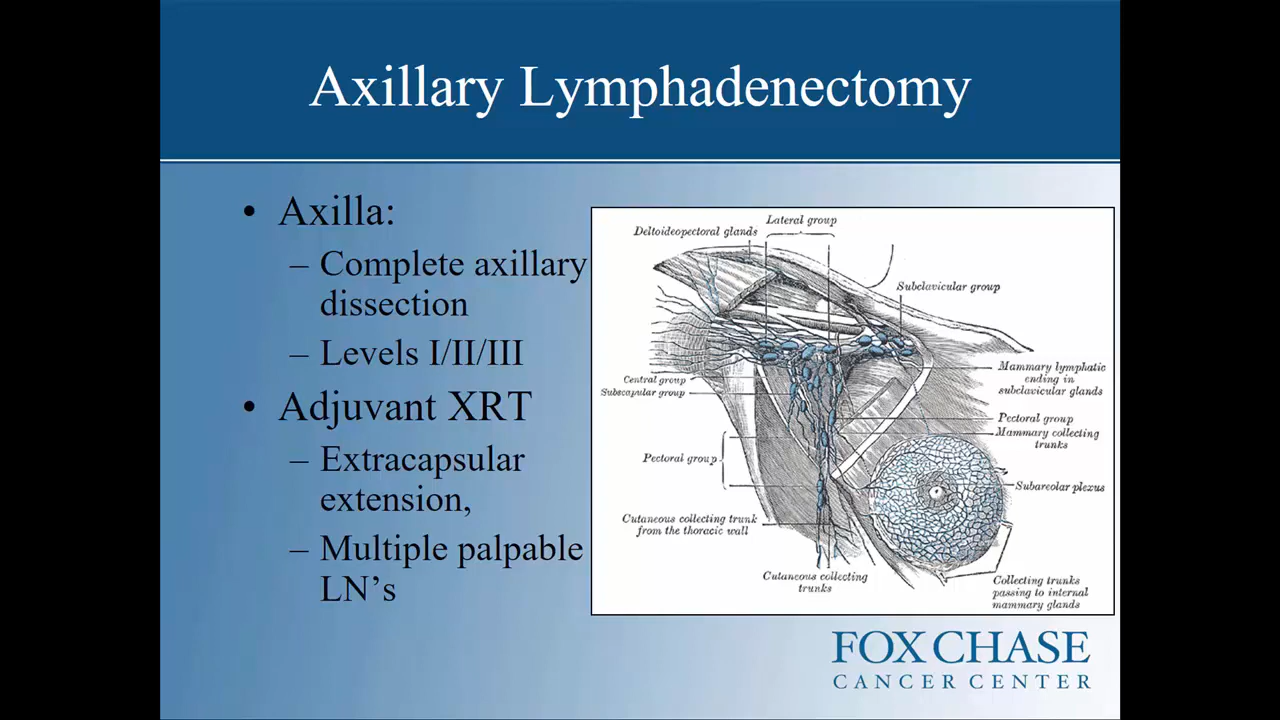 Axillary Lymphadenectomy
• Axilla:
– Complete axillary
dissection
– Levels I/II/III
• Adjuvant XRT
– Extracapsular
extension,
– Multiple palpable
LN’s
Lateral group
Deltoideopectoral glands
Subclavicular group
Mammary lymphatic
ending in
subclavicular glands
Central group
Subscapular group
Pectoral group
Mammary collecting
trunks
Pectoral group
Subareolar plexus
Cutaneous collecting trunk
from the thoracic wall
Cutaneous collecting
trunks
Collecting trunks
passing to internal
mammary glands
FOX CHASE
CANCER CENTER